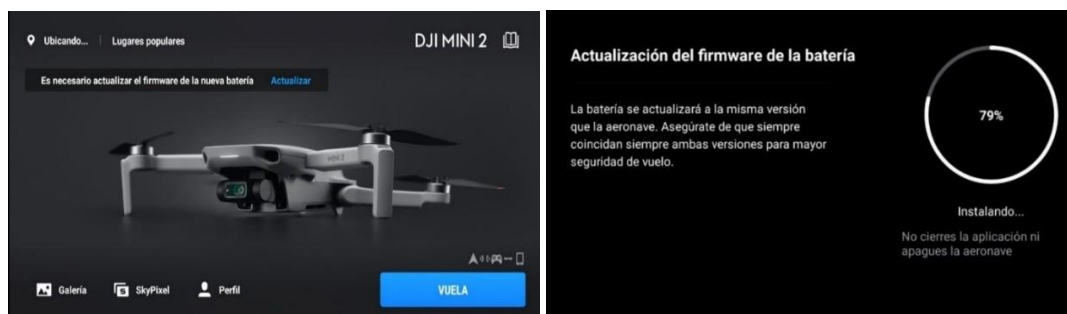 Ubicando... | Lugares populares
DJI MINI 2
Es necesario actualizar el firmware de la nueva batería Actualizar
MINI 2
Galería SkyPixel Perfil
VUELA
Actualización del firmware de la batería
La batería se actualizará a la misma versión
que la aeronave. Asegúrate de que siempre
coincidan siempre ambas versiones para mayor
seguridad de vuelo.
79%
Instalando...
No cierres la aplicación ni
apagues la aeronave